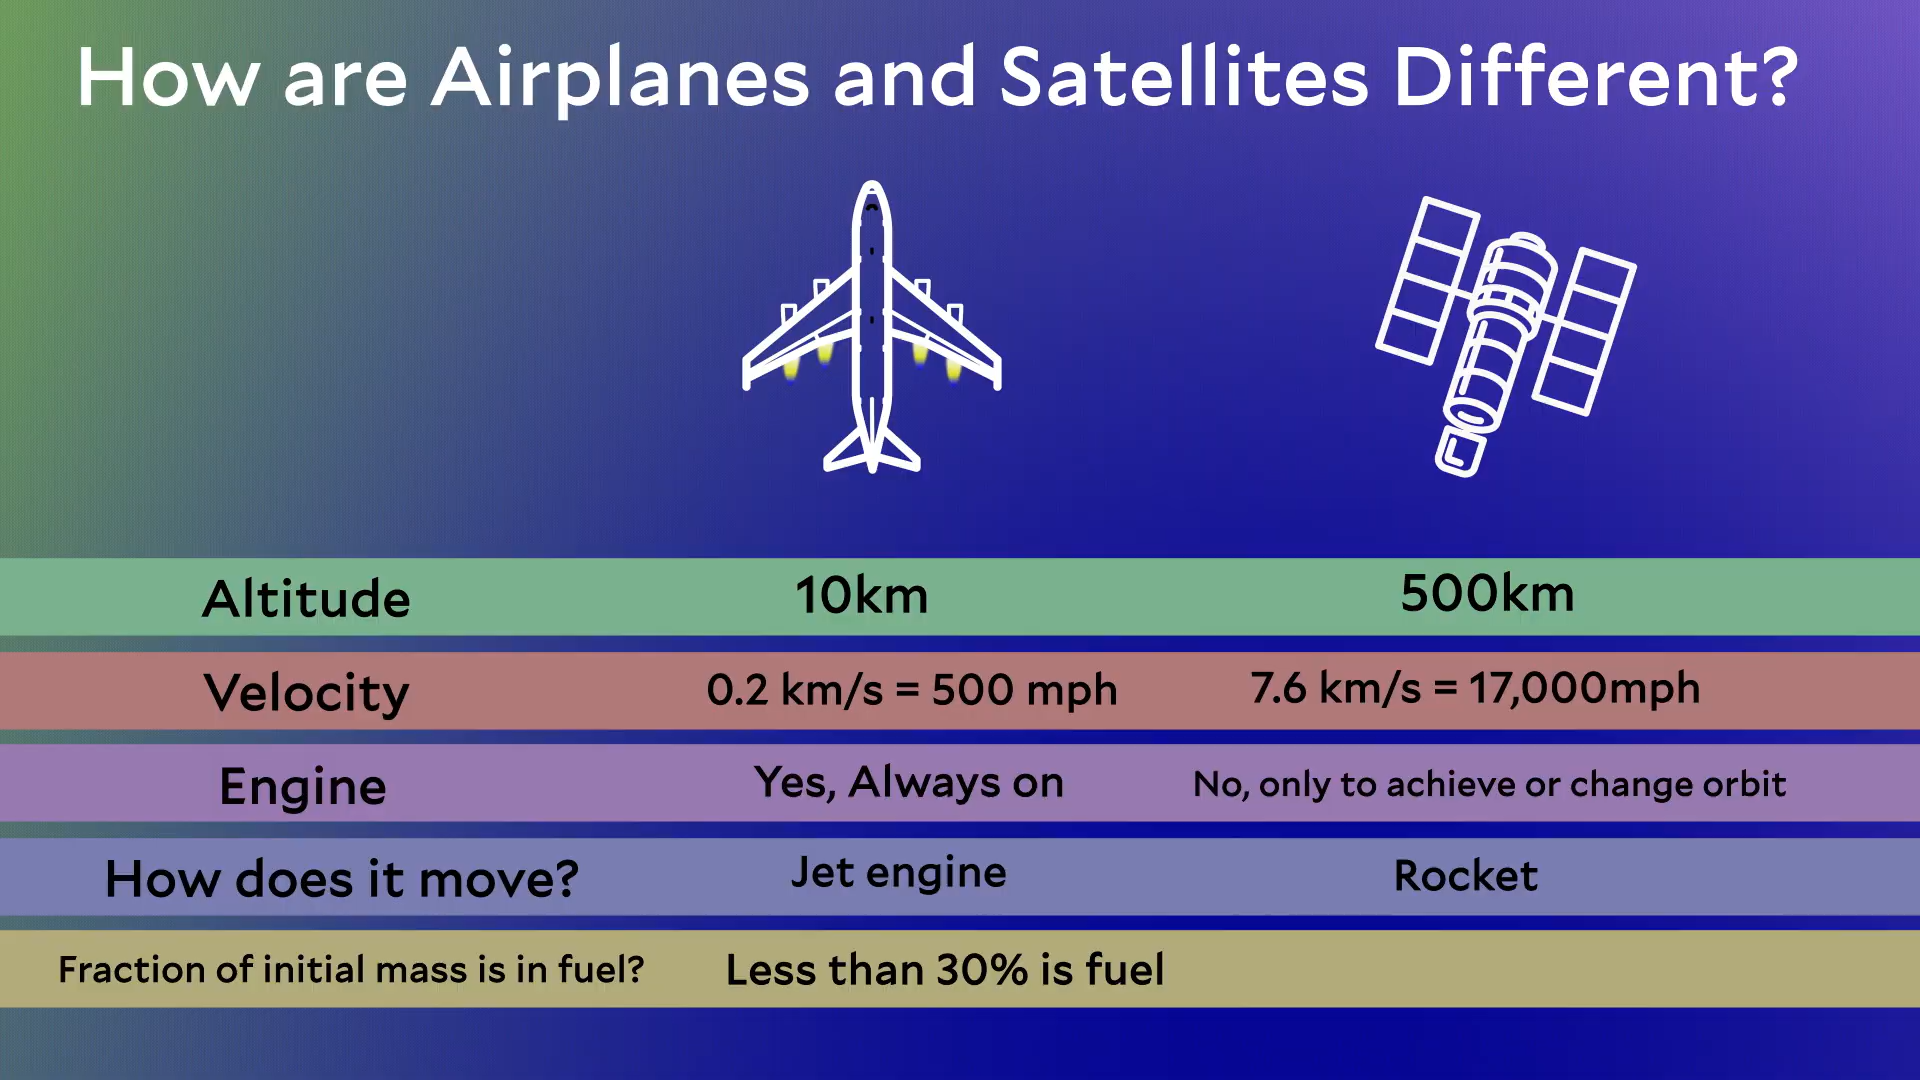 How are Airplanes and Satellites Different?
Altitude 10km 500km
Velocity 0.2 km/s = 500 mph 7.6 km/s = 17,000mph
Engine Yes, Always on No, only to achieve or change orbit
How does it move? Jet engine Rocket
Fraction of initial mass is in fuel? Less than 30% is fuel